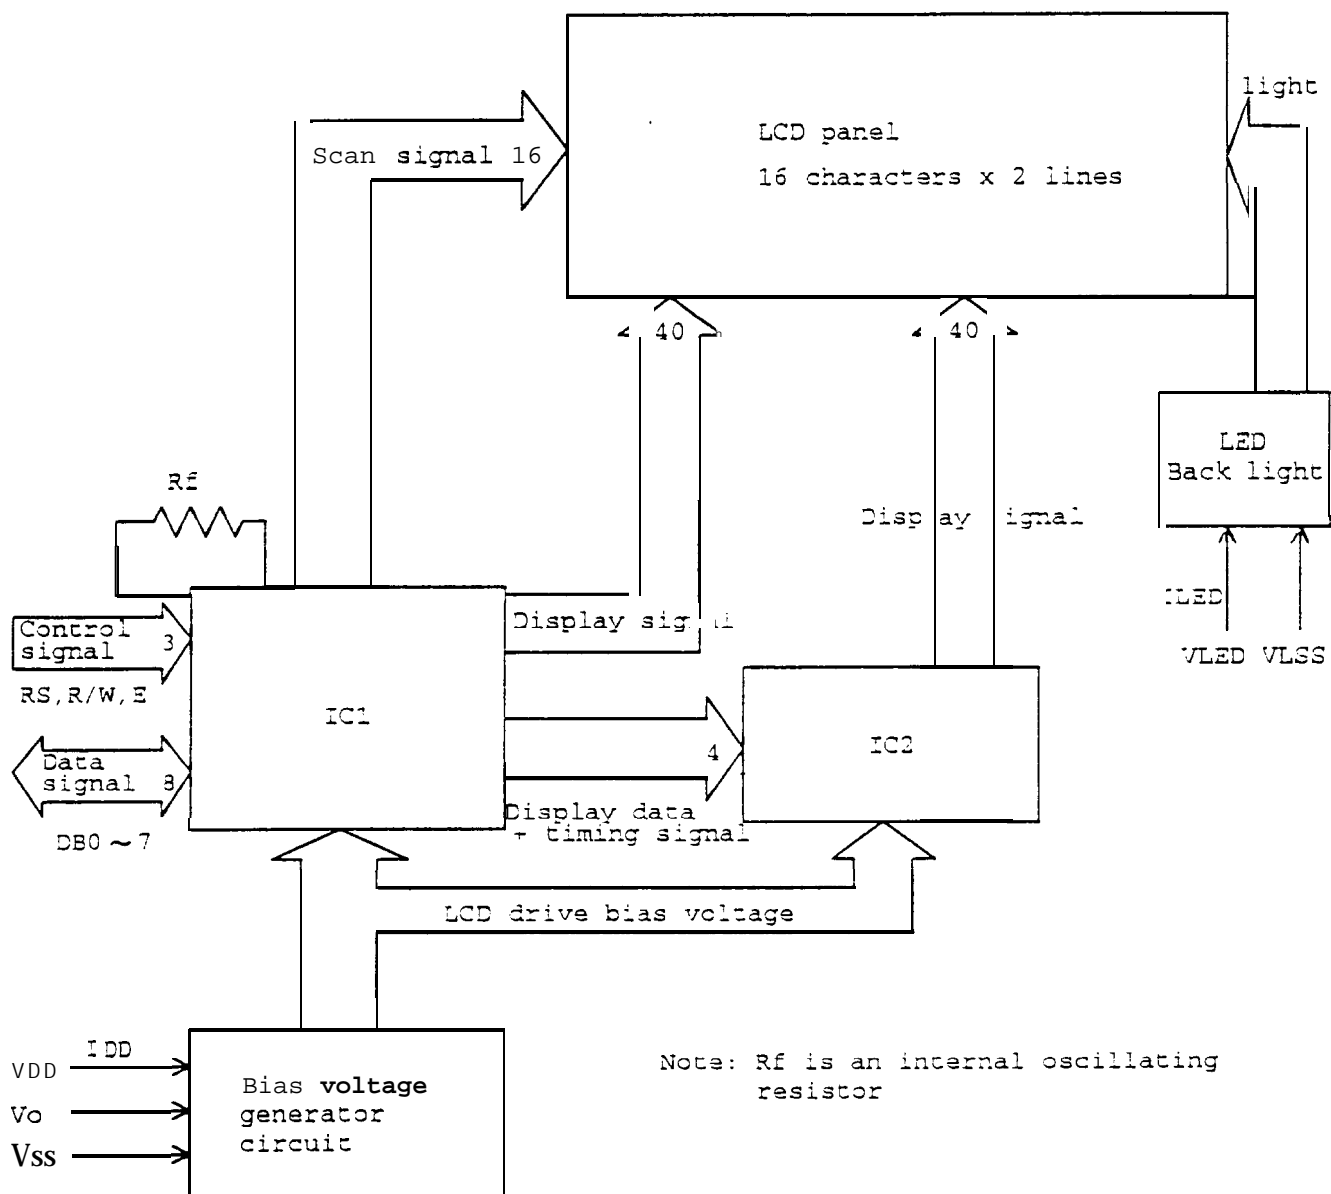 light
LCD panel
16 characters x 2 lines
Scan signal 16
40
40
LED
Back light
Rf
Display signal
ILED
VLED VLSS
Control
signal 3
RS,R/W,E
Display signal
IC1
IC2
Data
signal 8
4
DB0 ~ 7
Display data
+ timing signal
LCD drive bias voltage
IDD
VDD
Vo
Vss
Bias voltage
generator
circuit
Note: Rf is an internal oscillating
resistor